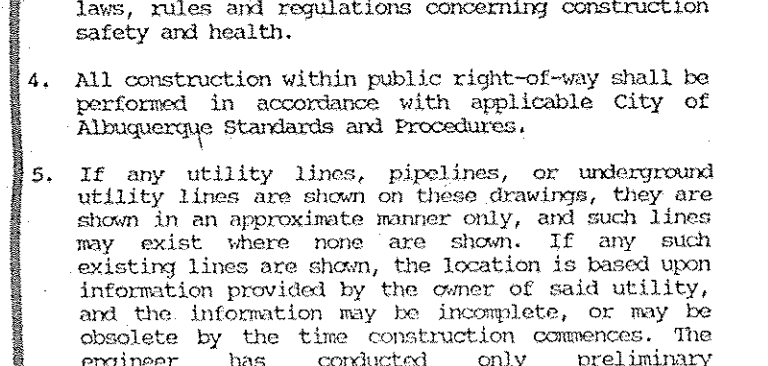 laws, rules and regulations concerning construction
safety and health.
4. All construction within public right-of-way shall be
performed in accordance with applicable City of
Albuquerque Standards and Procedures.
5. If any utility lines, pipelines, or underground
utility lines are shown on these drawings, they are
shown in an approximate manner only, and such lines
may exist where none are shown. If any such
existing lines are shown, the location is based upon
information provided by the owner of said utility,
and the information may be incomplete, or may be
obsolete by the time construction commences. The
engineer has conducted only preliminary